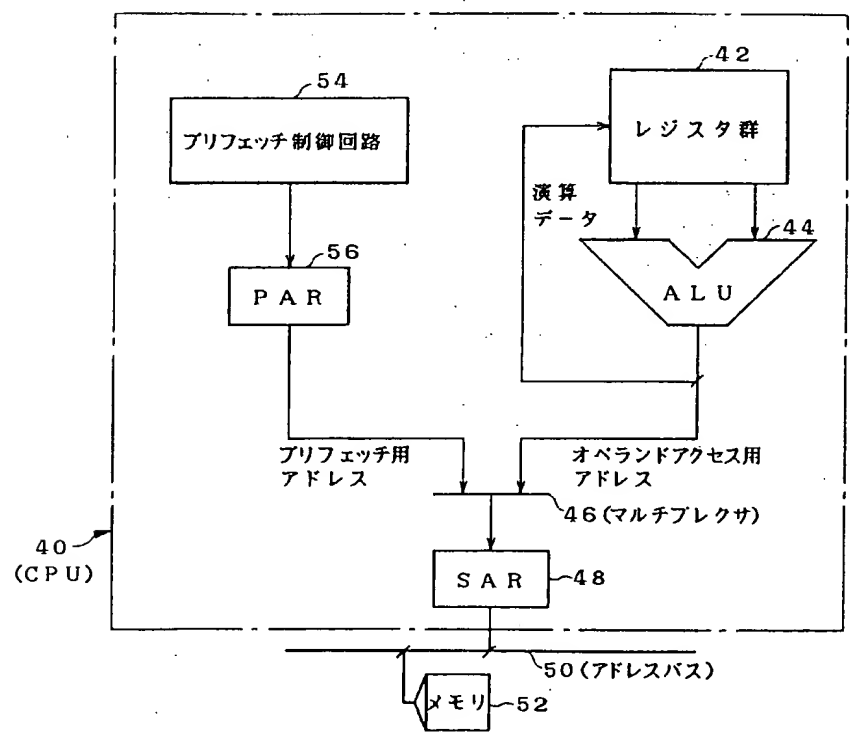 54
プリフェッチ制御回路
42
レジスタ群
演算
データ
44
ALU
56
PAR
プリフェッチ用
アドレス
オペランドアクセス用
アドレス
46(マルチプレクサ)
40
(CPU)
SAR
48
50(アドレスバス)
メモリ
52